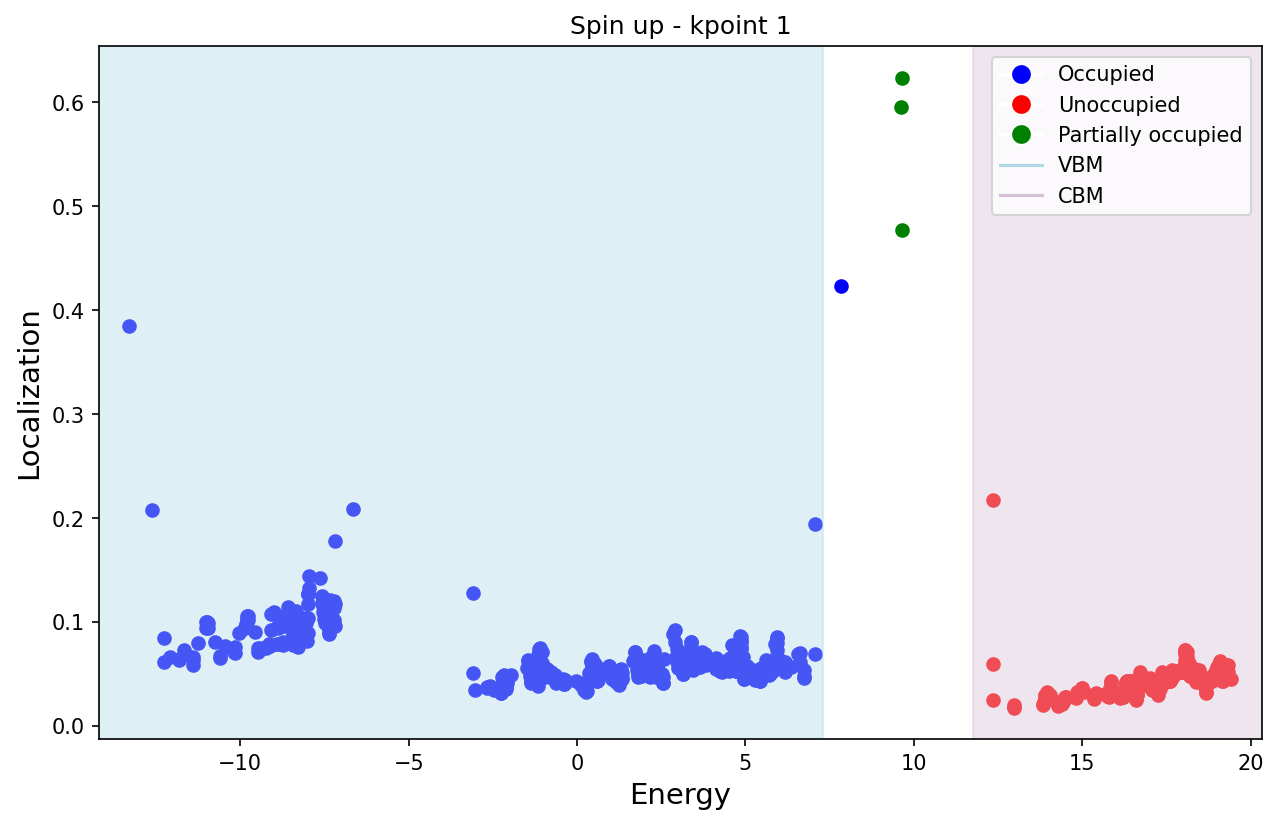 Spin up - kpoint 1
Localization
0.6
0.5
0.4
0.3
0.2
0.1
0.0
Occupied
Unoccupied
Partially occupied
VBM
CBM
−10
−5
0
5
10
15
20
Energy